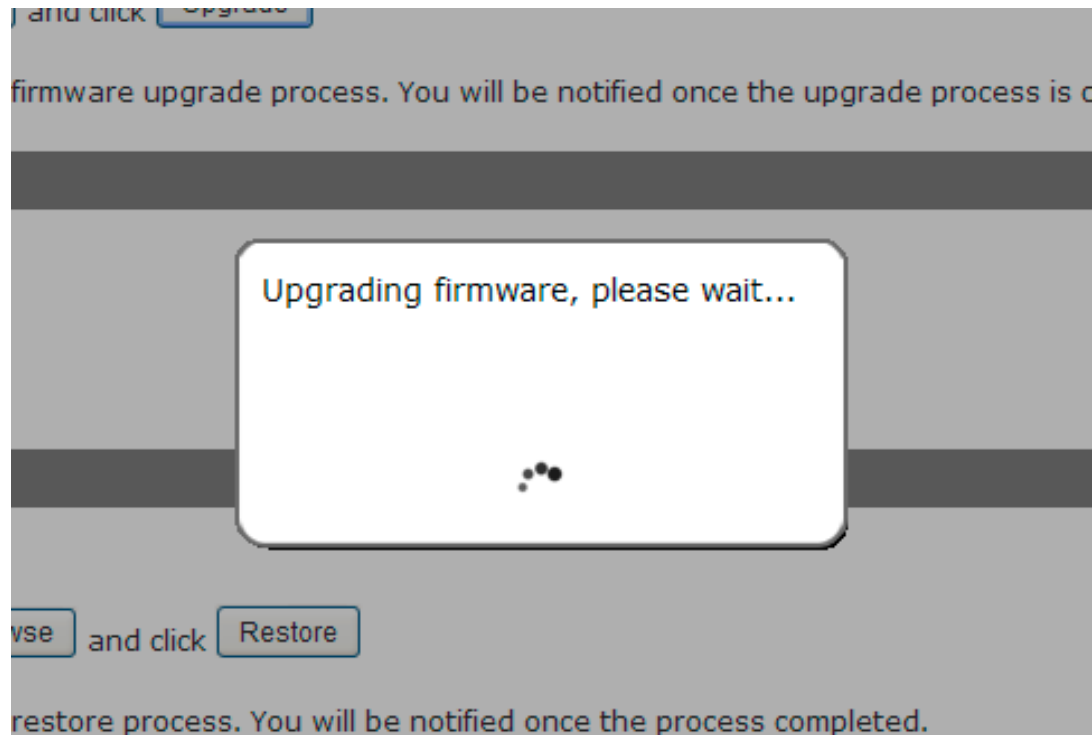 and click Upgrade
firmware upgrade process. You will be notified once the upgrade process is
Upgrading firmware, please wait...
and click Restore
restore process. You will be notified once the process completed.